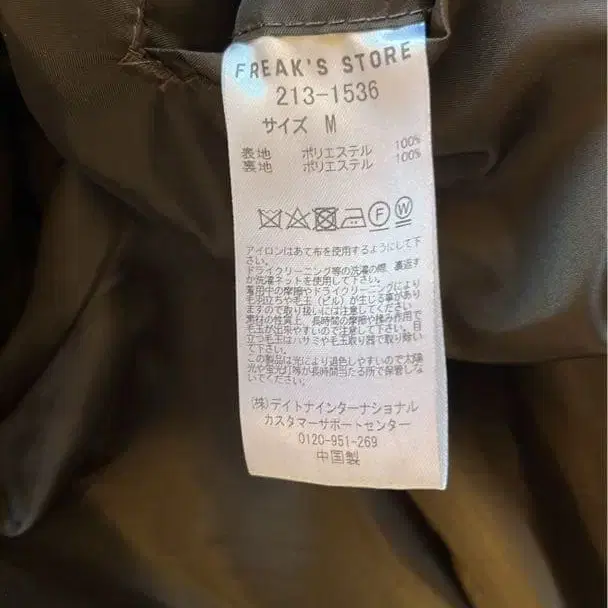 FREAK'S STORE
213-1536
サイズ M
表地 ポリエステル 100%
裏地 ポリエステル 100%
F W
アイロンはあて布を使用するようにして下
さい。
ドライクリーニング等の洗濯の際、裏返す
か洗濯ネットを使用して下さい。
着用中の摩擦やドライクリーニングにより
毛羽立ちや毛玉（ピル）が生じる事があり
ますので取り扱いには注意してください
素材の性質上、長時間の摩擦や揉み作用で
毛玉が出来やすいので注意して下さい。目
立つ毛玉はハサミや毛玉取り器で取り除い
て下さい。
この製品は光により退色しやすいので太陽
光や蛍光灯等が長時間当たる所で保管しな
いでください。
(株)デイトナインターナショナル
カスタマーサポートセンター
0120-951-269
中国製